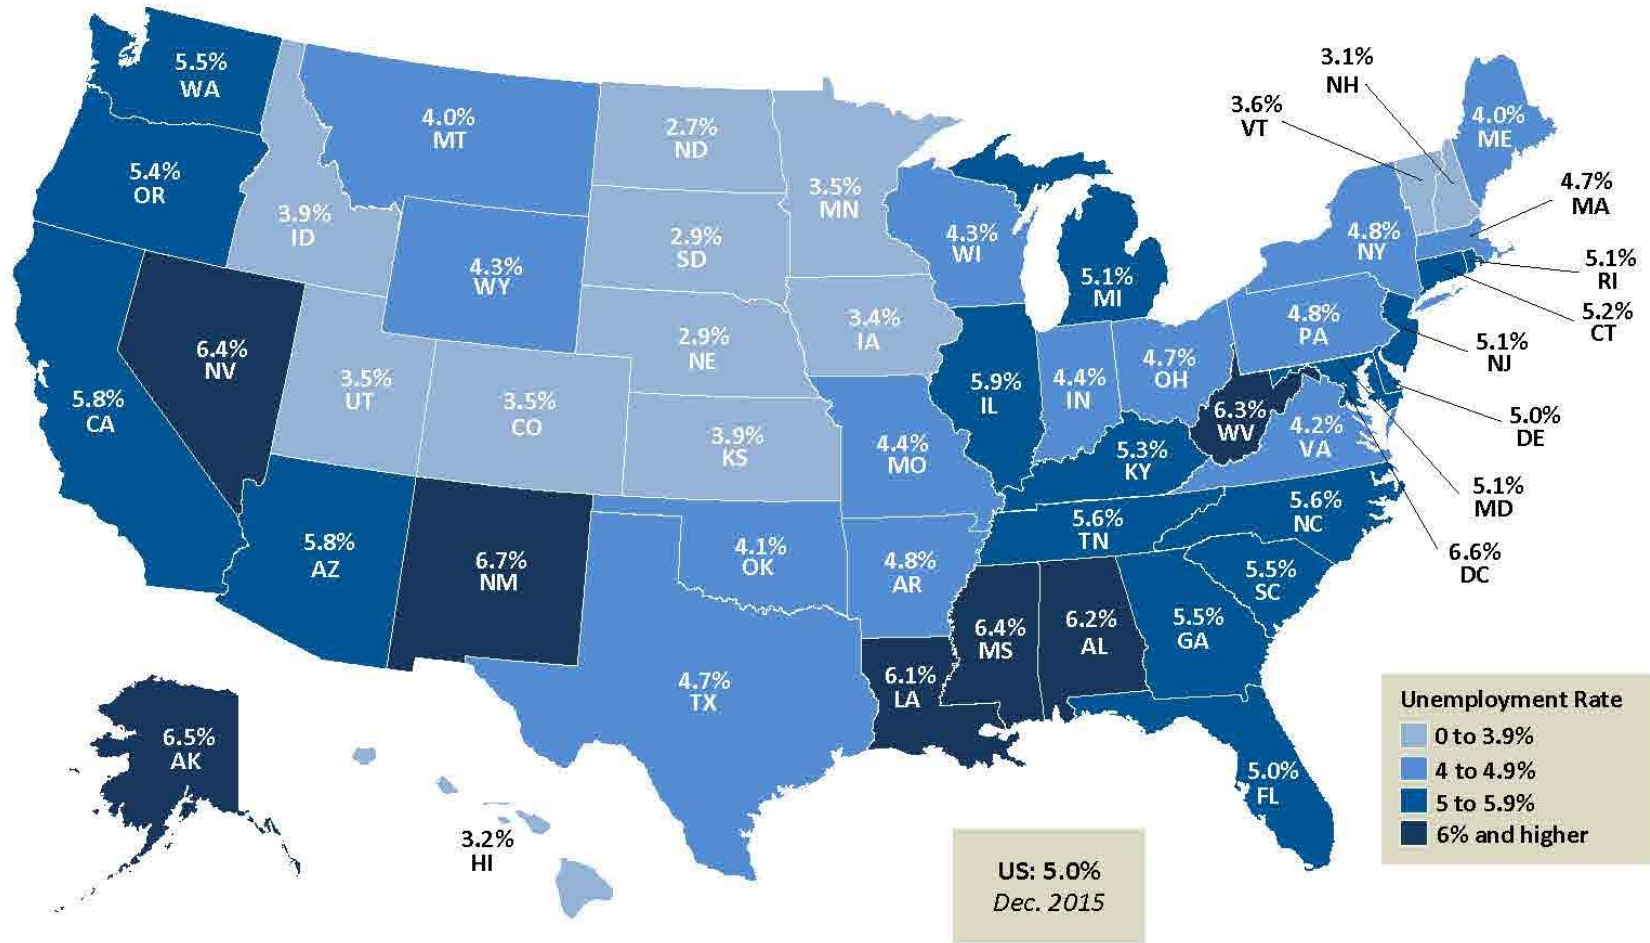 5.5%
WA
5.4%
OR
5.8%
CA
6.4%
NV
3.9%
ID
4.0%
MT
4.3%
WY
3.5%
UT
3.5%
CO
5.8%
AZ
6.7%
NM
2.7%
ND
2.9%
SD
2.9%
NE
3.9%
KS
4.1%
OK
4.7%
TX
3.5%
MN
3.4%
IA
4.4%
MO
4.8%
AR
6.1%
LA
4.3%
WI
5.9%
IL
5.1%
MI
4.4%
IN
4.7%
OH
5.3%
KY
5.6%
TN
6.4%
MS
6.2%
AL
5.5%
GA
5.0%
FL
5.5%
SC
5.6%
NC
4.2%
VA
6.3%
WV
4.8%
PA
4.8%
NY
3.6%
VT
3.1%
NH
4.0%
ME
4.7%
MA
5.1%
RI
5.2%
CT
5.1%
NJ
5.0%
DE
5.1%
MD
6.6%
DC
6.5%
AK
3.2%
HI
US: 5.0%
Dec. 2015
Unemployment Rate
0 to 3.9%
4 to 4.9%
5 to 5.9%
6% and higher